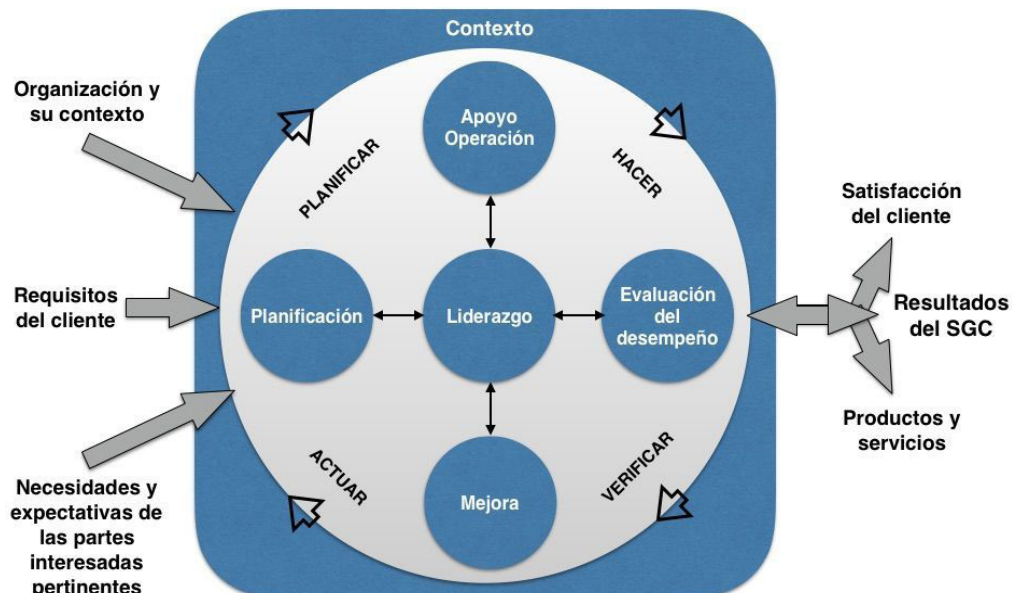 Contexto
Organización y
su contexto
Requisitos
del cliente
Necesidades y
expectativas de
las partes
interesadas
pertinentes
PLANIFICAR
HACER
Apoyo
Operación
Planificación
Liderazgo
Evaluación
del
desempeño
Mejora
ACTUAR
VERIFICAR
Satisfacción
del cliente
Resultados
del SGC
Productos y
servicios